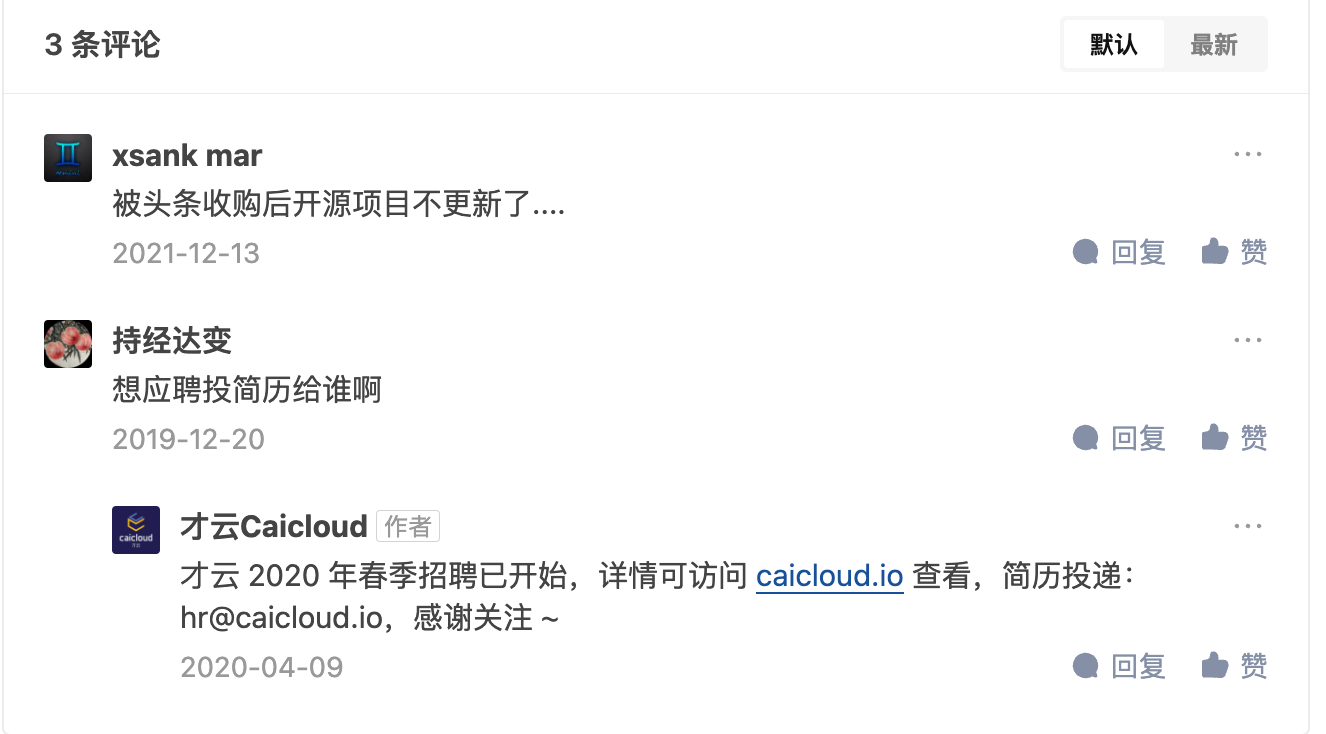 3 条评论
默认 最新
xsank mar
被头条收购后开源项目不更新了....
2021-12-13 回复 赞
持经达变
想应聘投简历给谁啊
2019-12-20 回复 赞
caicloud
才云Caicloud 作者
才云 2020 年春季招聘已开始，详情可访问 caicloud.io 查看，简历投递：
hr@caicloud.io，感谢关注 ~
2020-04-09 回复 赞